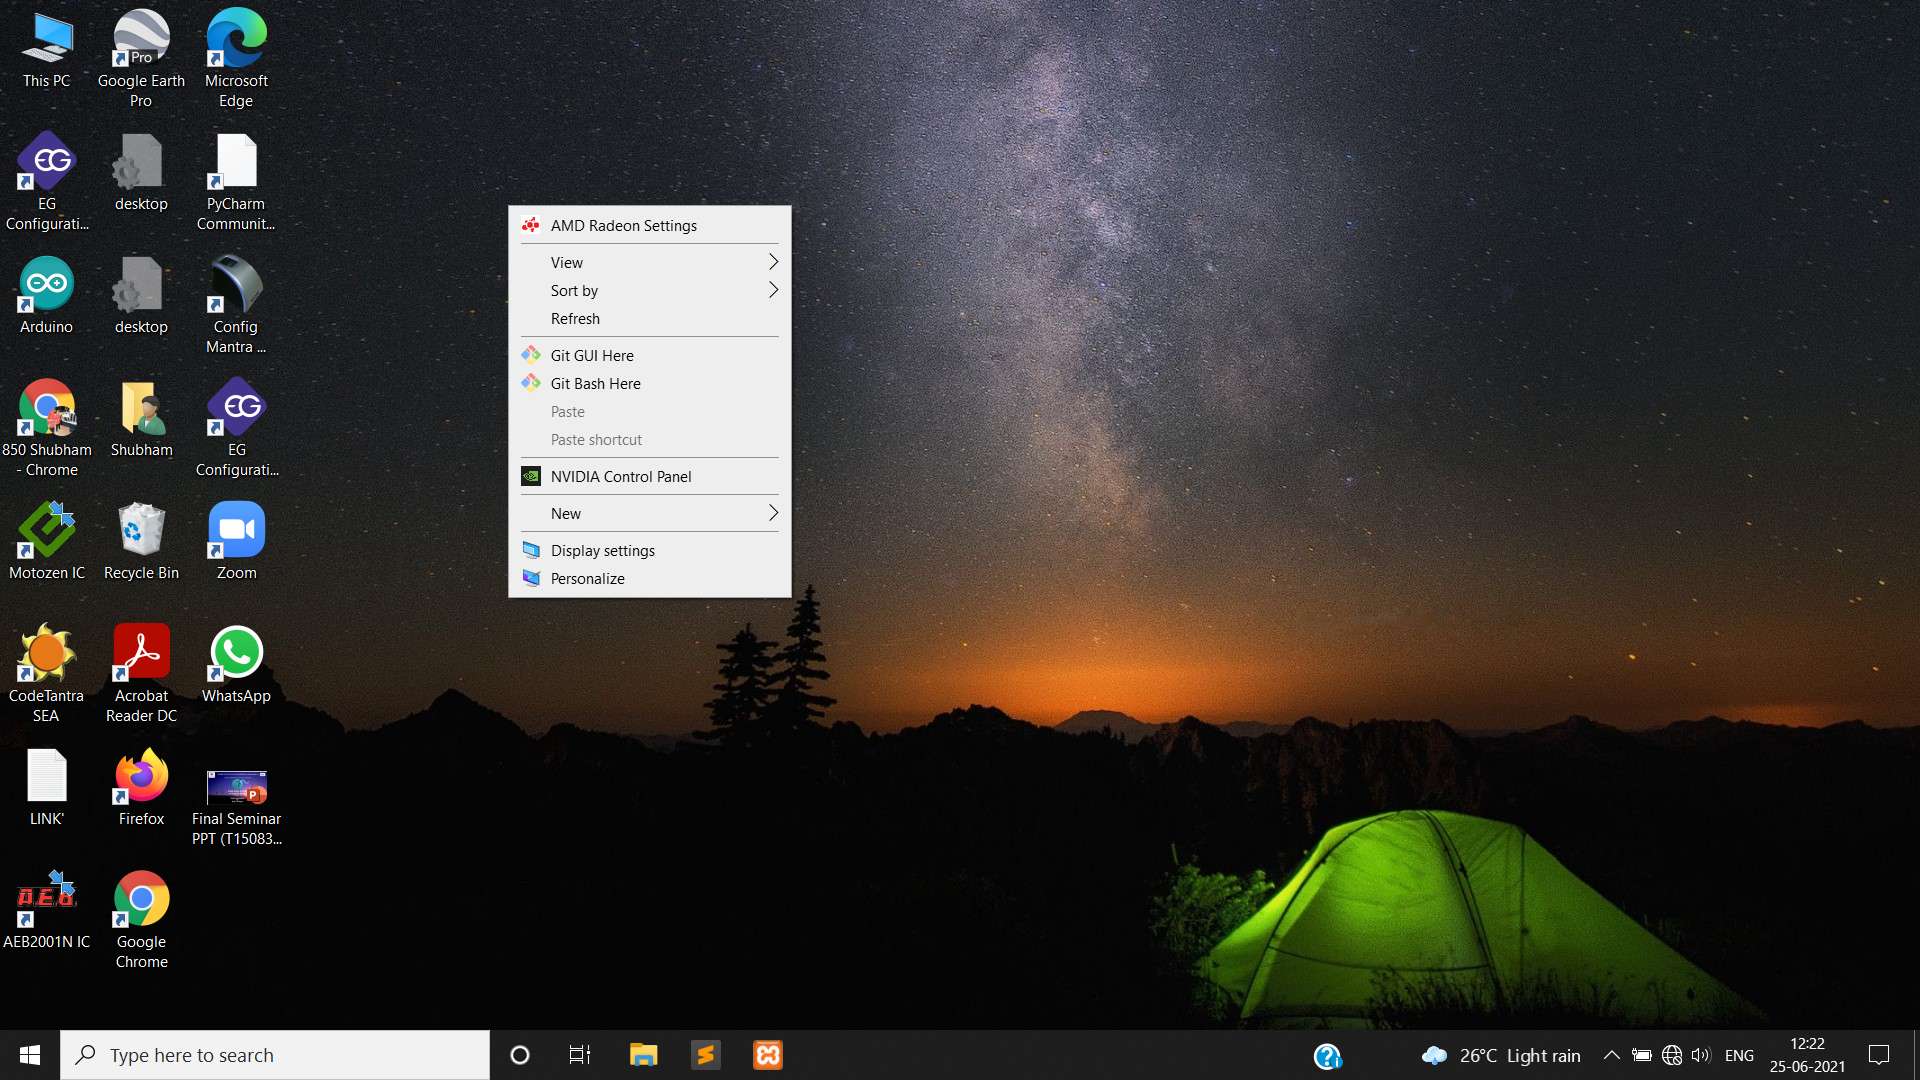 This PC
Google Earth
Pro
Microsoft
Edge
EG
Configurati...
desktop
PyCharm
Communit...
Arduino
desktop
Config
Mantra ...
850 Shubham
- Chrome
Shubham
EG
Configurati...
Motozen IC
Recycle Bin
Zoom
CodeTantra
SEA
Acrobat
Reader DC
WhatsApp
LINK'
Firefox
Final Seminar
PPT (T15083...
AEB2001N IC
Google
Chrome
Pro
EG
EG
P
AMD Radeon Settings
View
Sort by
Refresh
Git GUI Here
Git Bash Here
Paste
Paste shortcut
NVIDIA Control Panel
New
Display settings
Personalize
Type here to search
26°C Light rain
ENG
12:22
25-06-2021